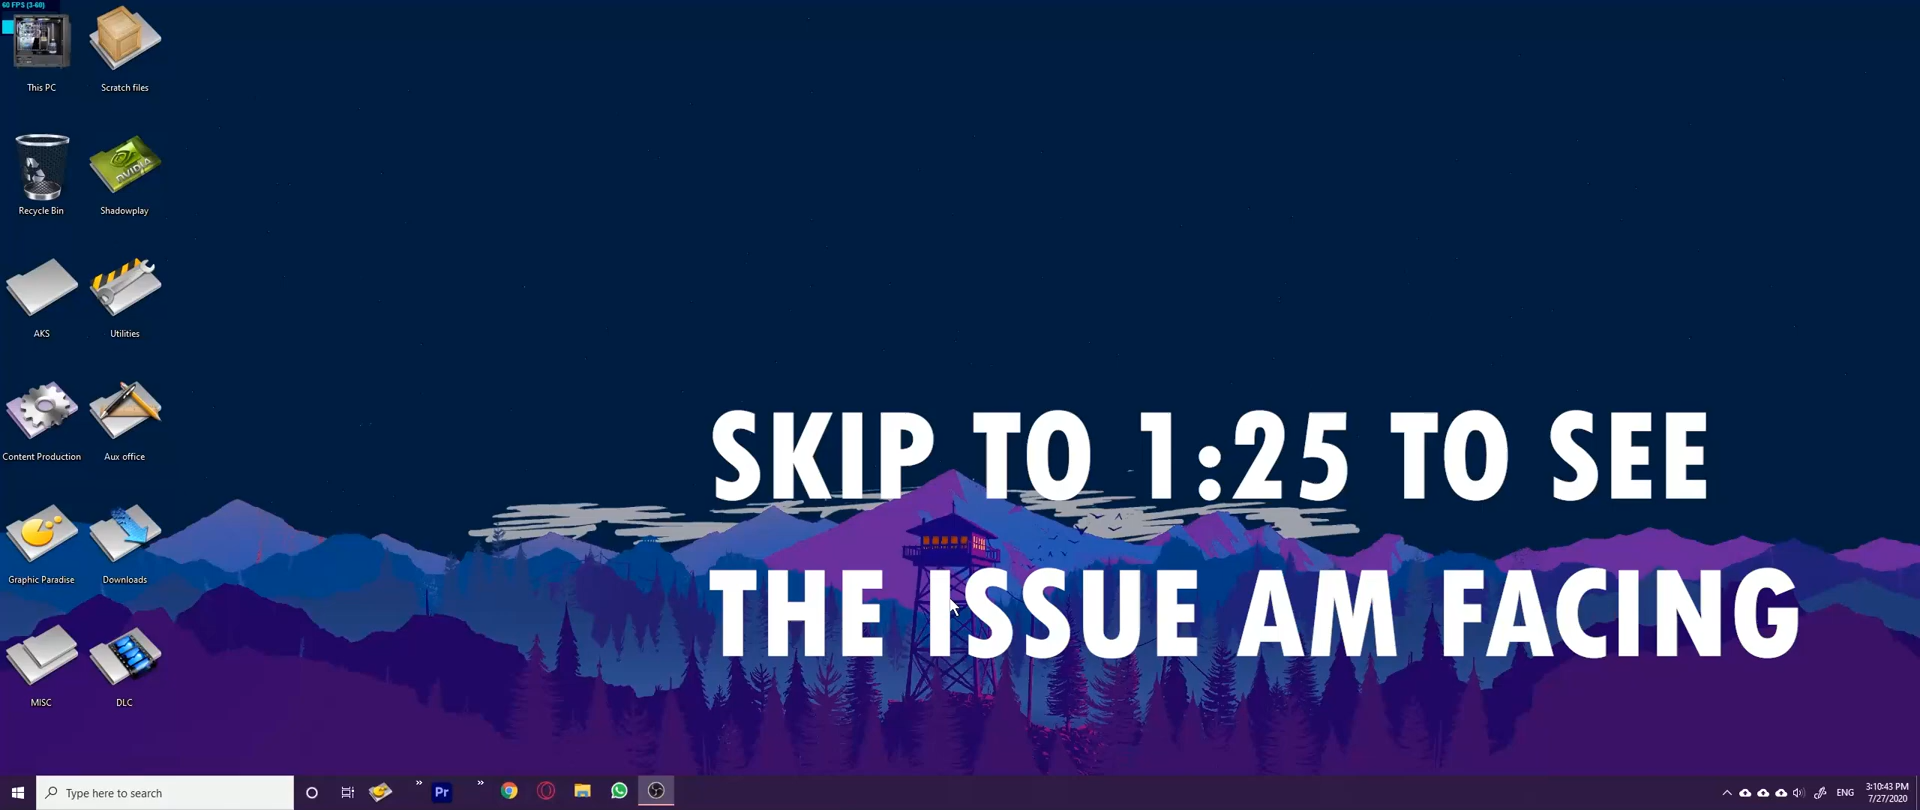 60 FPS (3-60)
This PC
Scratch files
Recycle Bin
NVIDIA
Shadowplay
AKS
Utilities
Content Production
Aux office
Graphic Paradise
Downloads
MISC
DLC
SKIP TO 1:25 TO SEE
THE ISSUE AM FACING
Type here to search
Pr
ENG
3:10:43 PM
7/27/2020